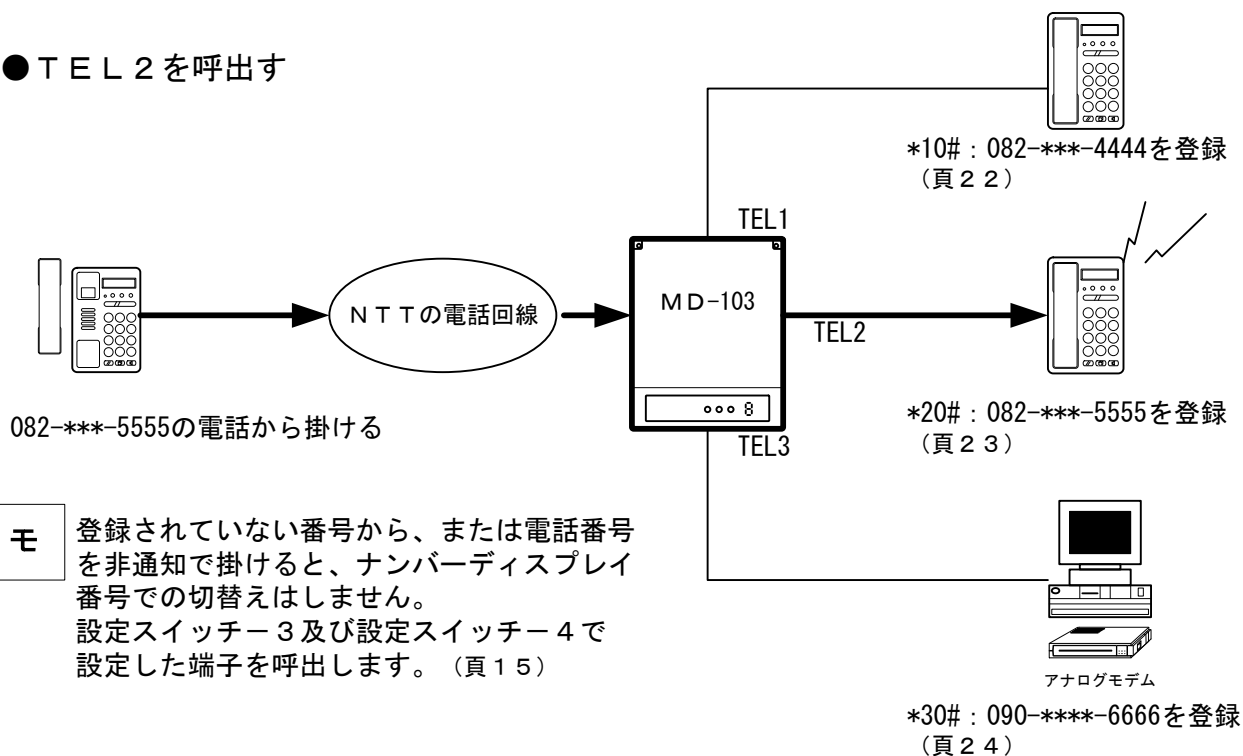 ●ＴＥＬ２を呼出す
*10#：082-***-4444を登録
（頁２２）
TEL1
ＮＴＴの電話回線
ＭＤ-103
TEL2
082-***-5555の電話から掛ける
*20#：082-***-5555を登録
（頁２３）
8
TEL3
モ
登録されていない番号から、または電話番号
を非通知で掛けると、ナンバーディスプレイ
番号での切替えはしません。
設定スイッチ－３及び設定スイッチ－４で
設定した端子を呼出します。（頁１５）
アナログモデム
*30#：090-****-6666を登録
（頁２４）